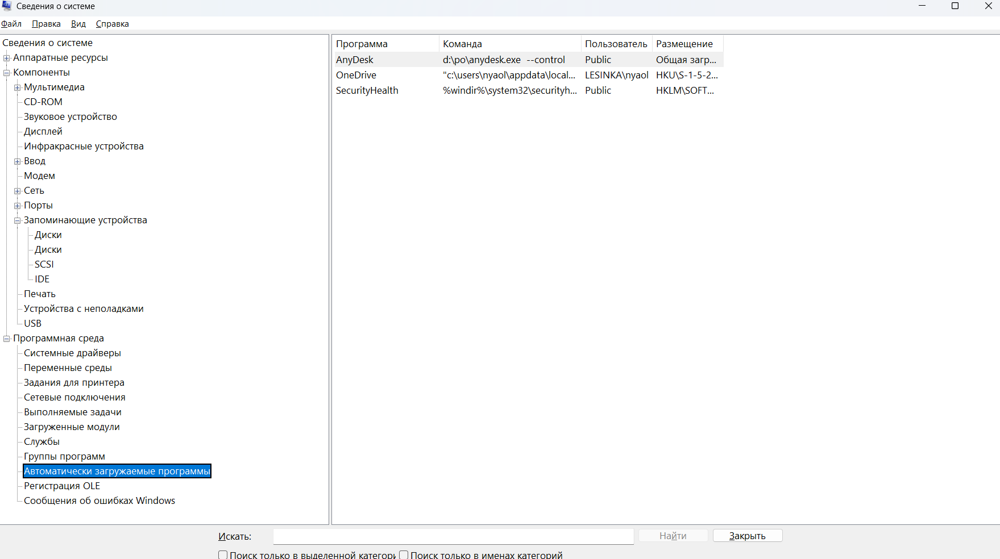 Сведения о системе
Файл Правка Вид Справка
Сведения о системе
Аппаратные ресурсы
Компоненты
Мультимедиа
CD-ROM
Звуковое устройство
Дисплей
Инфракрасные устройства
Ввод
Модем
Сеть
Порты
Запоминающие устройства
Диски
Диски
SCSI
IDE
Печать
Устройства с неполадками
USB
Программная среда
Системные драйверы
Переменные среды
Задания для принтера
Сетевые подключения
Выполняемые задачи
Загруженные модули
Службы
Группы программ
Автоматически загружаемые программы
Регистрация OLE
Сообщения об ошибках Windows
Программа Команда Пользователь Размещение
AnyDesk d:\po\anydesk.exe --control Public Общая загр...
OneDrive "c:\users\nyaol\appdata\local... LESINKA\nyaol HKU\S-1-5-2...
SecurityHealth %windir%\system32\securityh... Public HKLM\SOFT...
Искать: Найти Закрыть
Поиск только в выделенной категори Поиск только в именах категорий